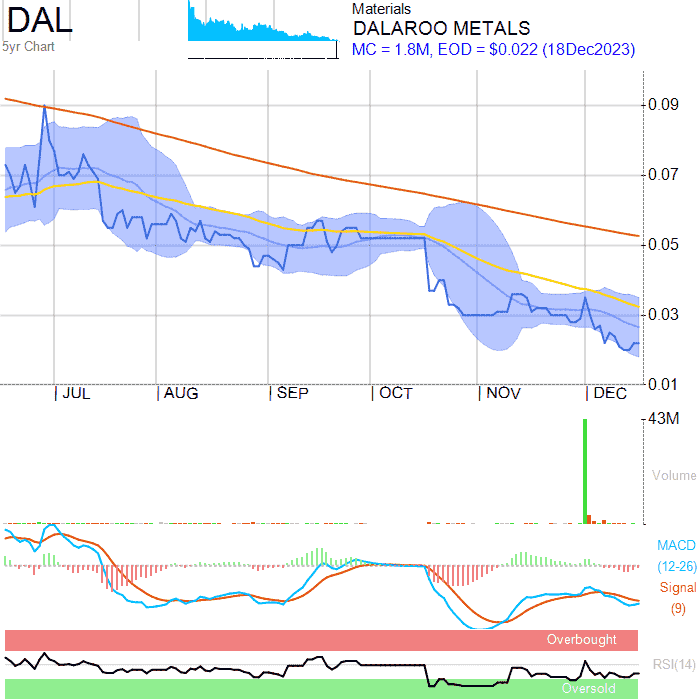 DAL
5yr Chart
Materials
DALAROO METALS
MC = 1.8M, EOD = $0.022 (18Dec2023)
0.09
0.07
0.05
0.03
0.01
JUL AUG SEP OCT NOV DEC
43M
Volume
MACD
(12-26)
Signal
(9)
Overbought
RSI(14)
Oversold